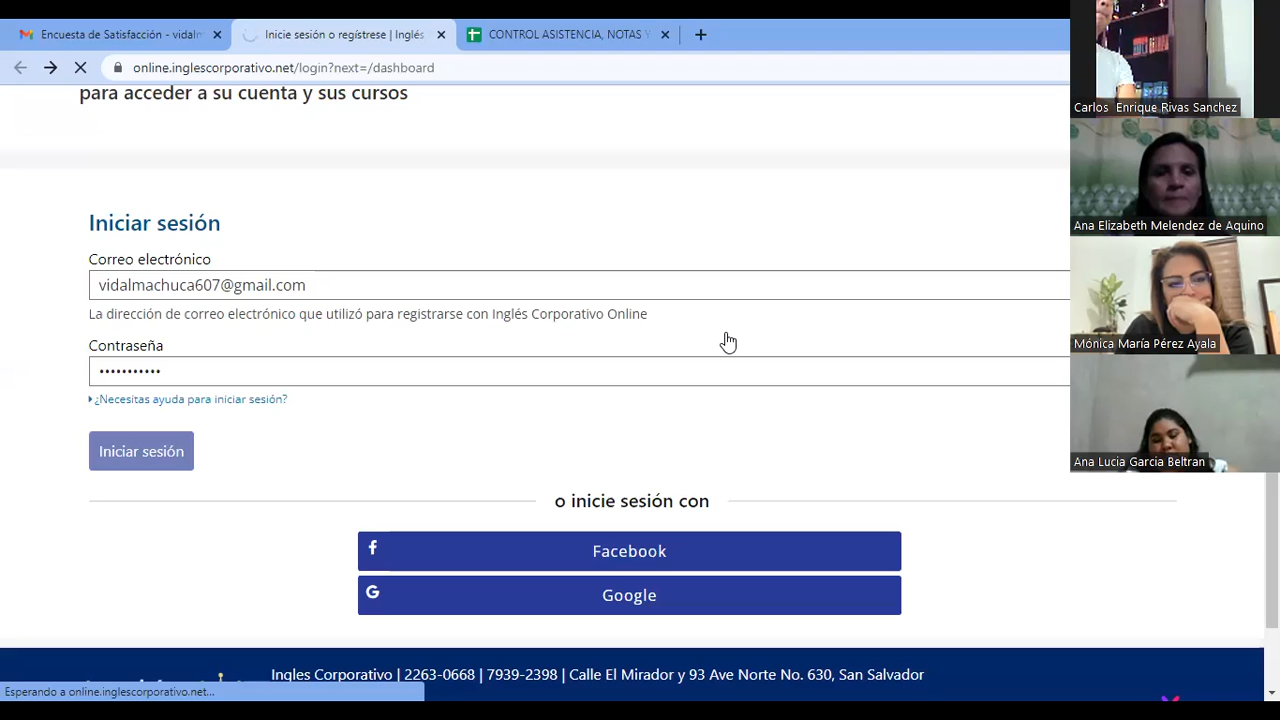 Encuesta de Satisfacción - vidalm
Inicie sesión o regístrese | Inglés
CONTROL ASISTENCIA, NOTAS Y
online.inglescorporativo.net/login?next=/dashboard
para acceder a su cuenta y sus cursos
Iniciar sesión
Correo electrónico
vidalmachuca607@gmail.com
La dirección de correo electrónico que utilizó para registrarse con Inglés Corporativo Online
Contraseña
•••••••••••
¿Necesitas ayuda para iniciar sesión?
Iniciar sesión
o inicie sesión con
Facebook
Google
Ingles Corporativo | 2263-0668 | 7939-2398 | Calle El Mirador y 93 Ave Norte No. 630, San Salvador
Esperando a online.inglescorporativo.net...
Carlos Enrique Rivas Sanchez
Ana Elizabeth Melendez de Aquino
Mónica María Pérez Ayala
Ana Lucia Garcia Beltran